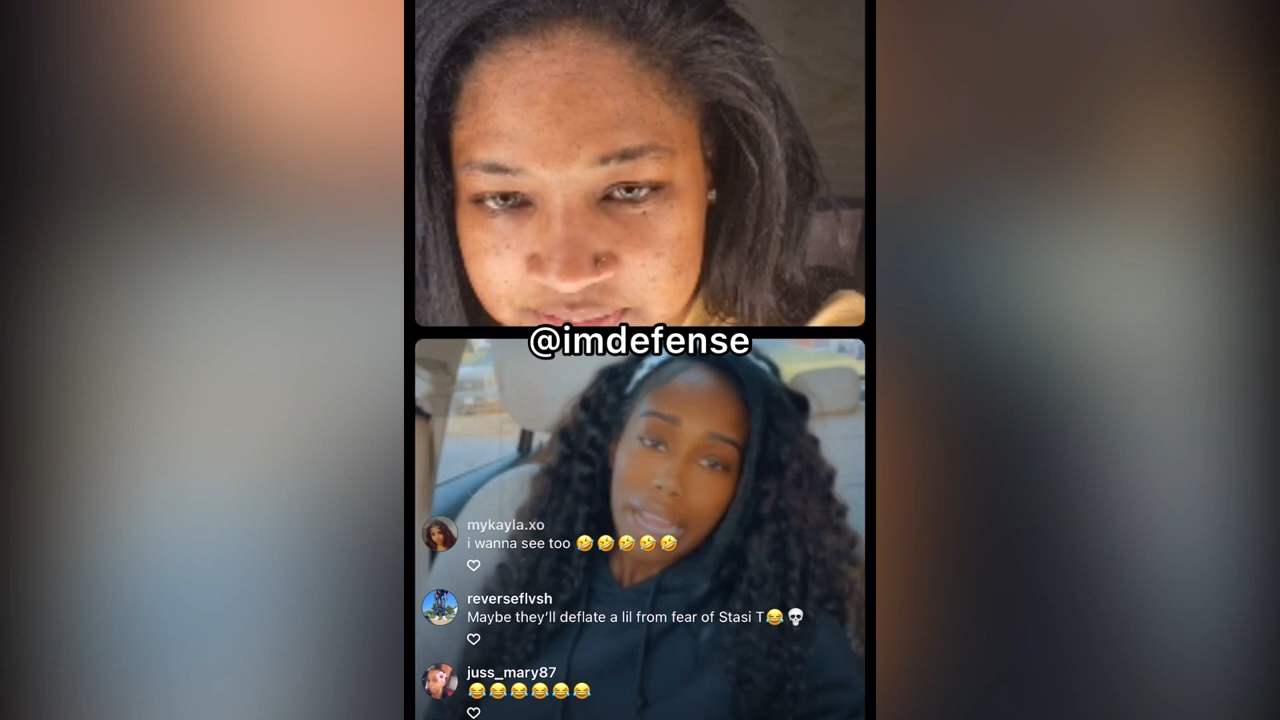 @imdefense
mykayla.xo
i wanna see too 🤣🤣🤣🤣🤣
reverseflvsh
Maybe they’ll deflate a lil from fear of Stasi T😂💀
juss_mary87
😂😂😂😂😂😂